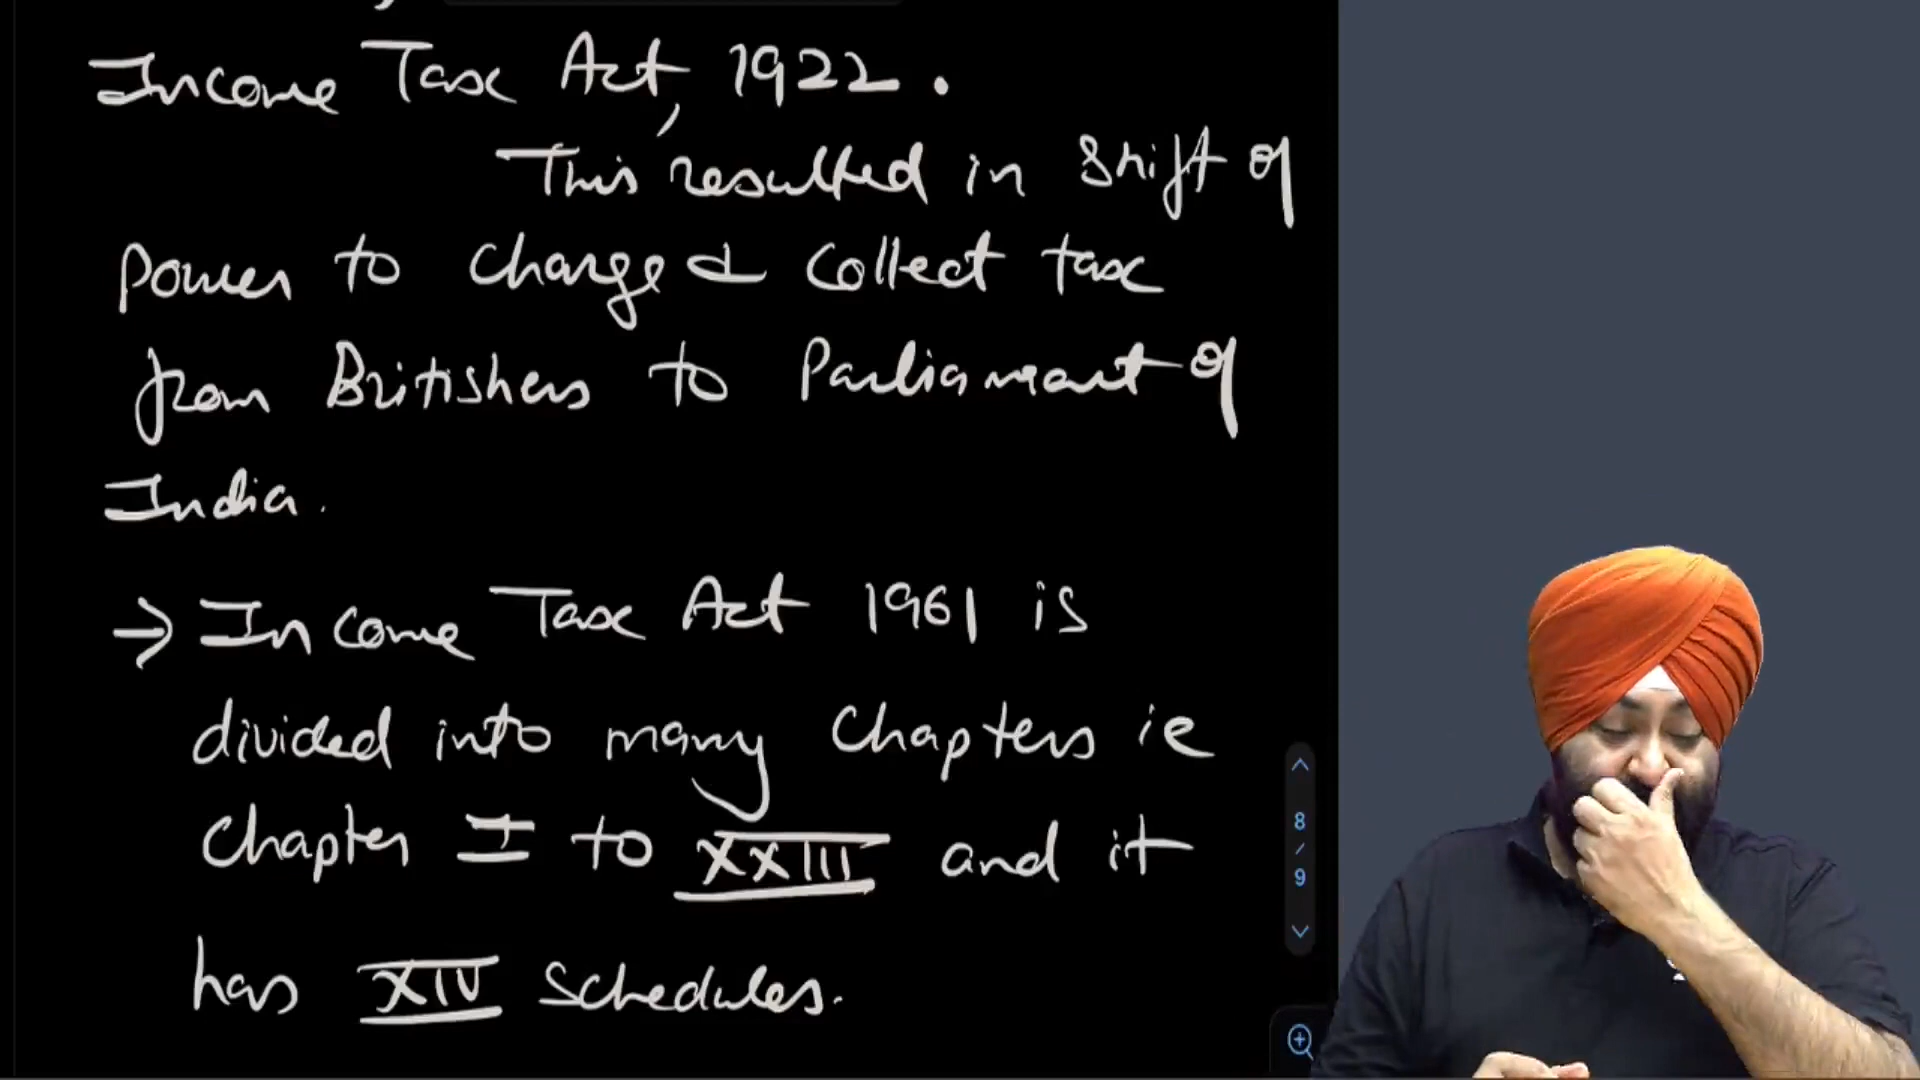 Income Tax Act, 1922.
This resulted in shift of
power to charge & collect tax
from Britishers to Parliament of
India.
→ Income Tax Act 1961 is
divided into many Chapters ie
Chapter I to XXIII and it
has XIV Schedules.
8
/
9